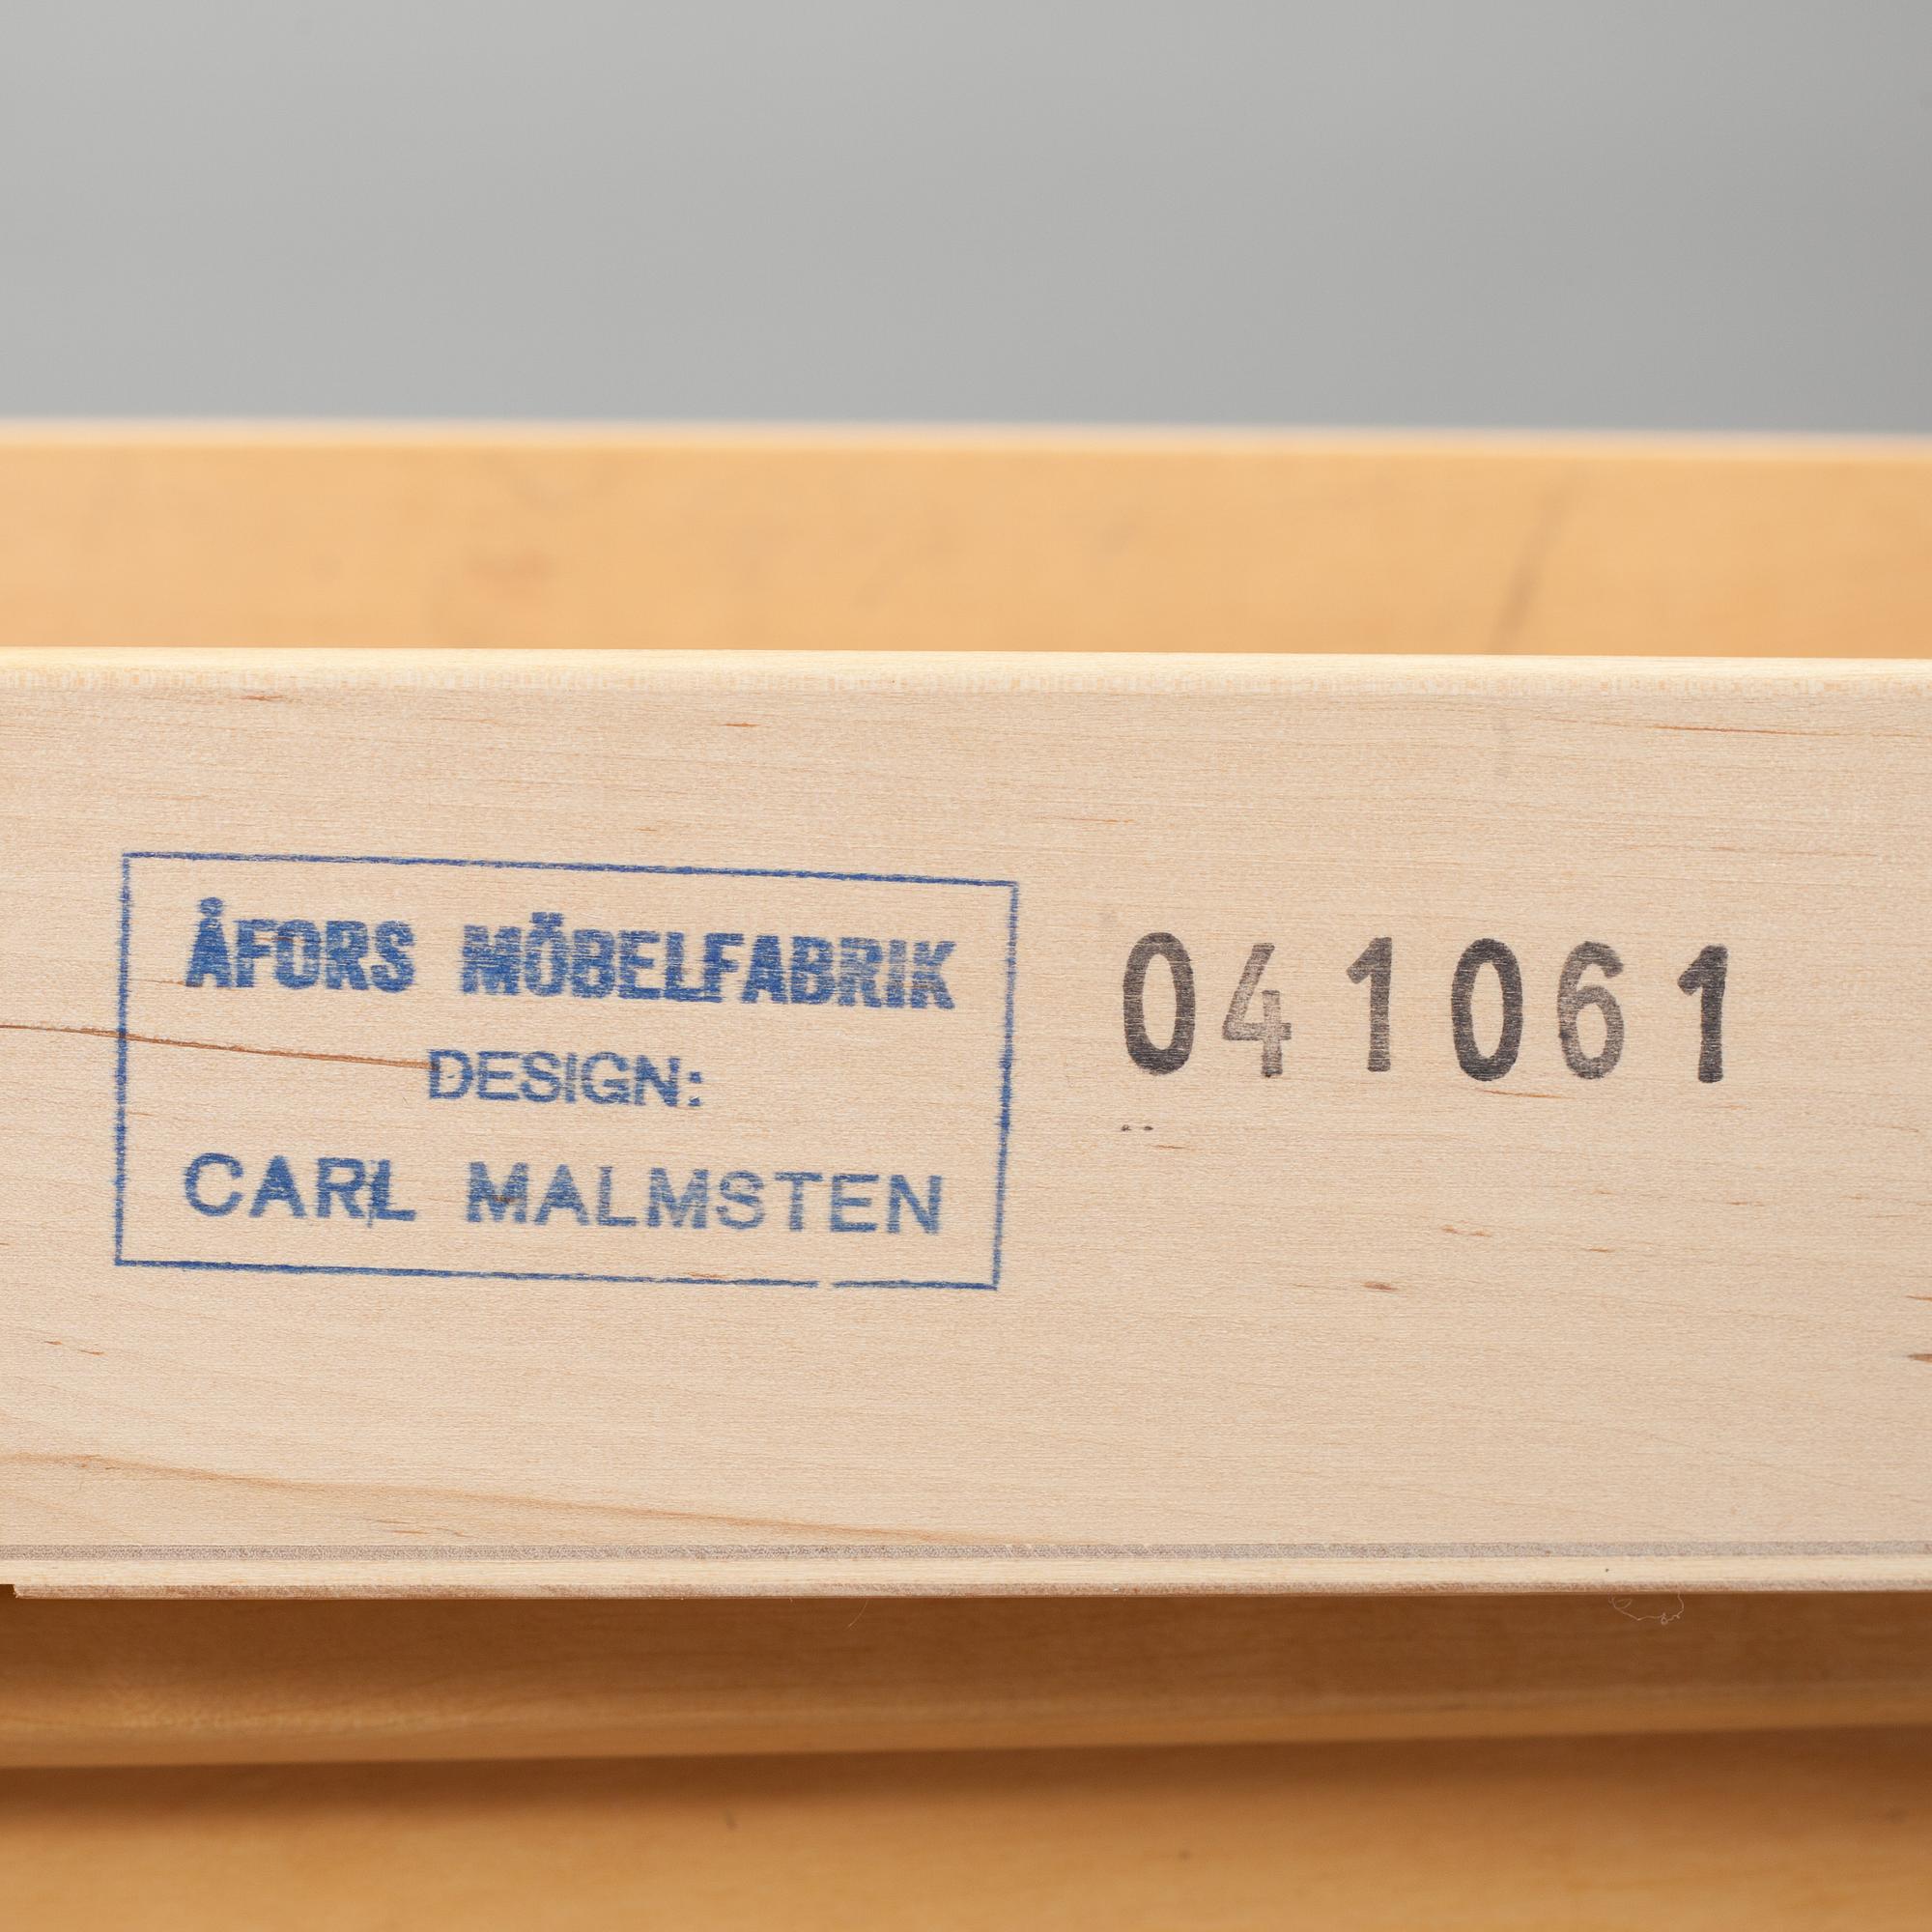 ÅFORS MÖBELFABRIK
DESIGN:
CARL MALMSTEN
041061